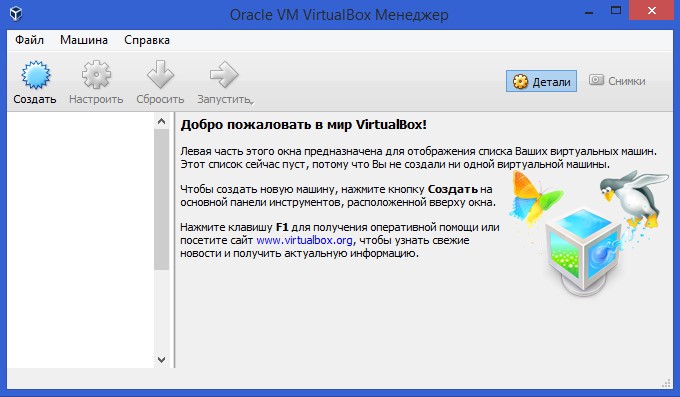 Oracle VM VirtualBox Менеджер
Файл Машина Справка
Создать Настроить Сбросить Запустить
Детали Снимки
Добро пожаловать в мир VirtualBox!
Левая часть этого окна предназначена для отображения списка Ваших виртуальных машин.
Этот список сейчас пуст, потому что Вы не создали ни одной виртуальной машины.
Чтобы создать новую машину, нажмите кнопку Создать на
основной панели инструментов, расположенной вверху окна.
Нажмите клавишу F1 для получения оперативной помощи или
посетите сайт www.virtualbox.org, чтобы узнать свежие
новости и получить актуальную информацию.